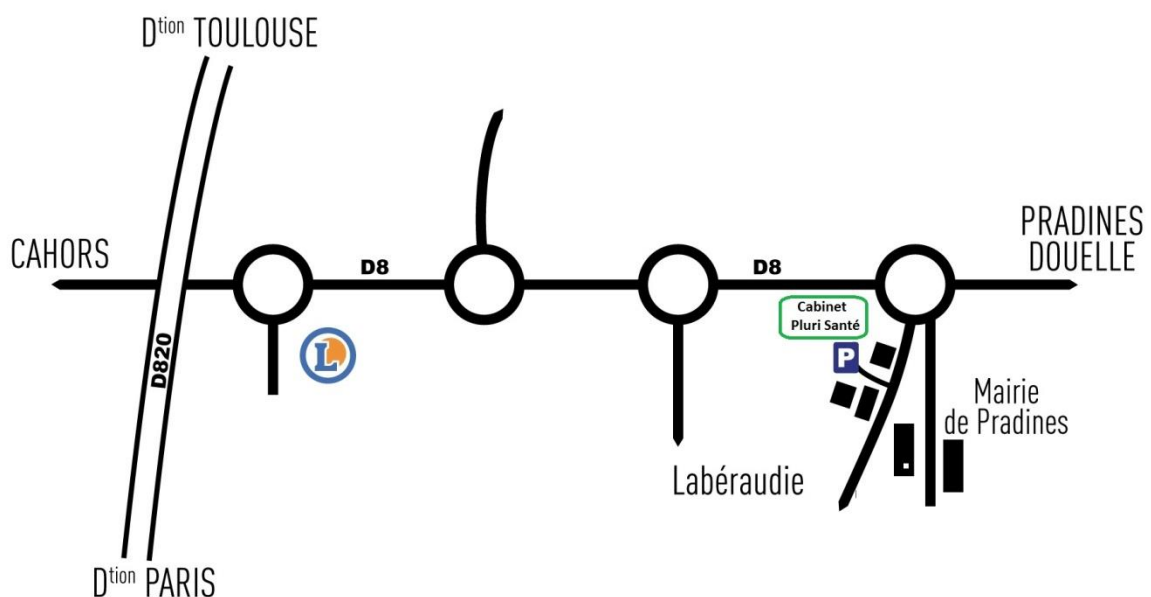 Dtion TOULOUSE
CAHORS
D8
D8
PRADINES
DOUELLE
Cabinet
Pluri Santé
D820
L
P
Mairie
de Pradines
Labéraudie
Dtion PARIS